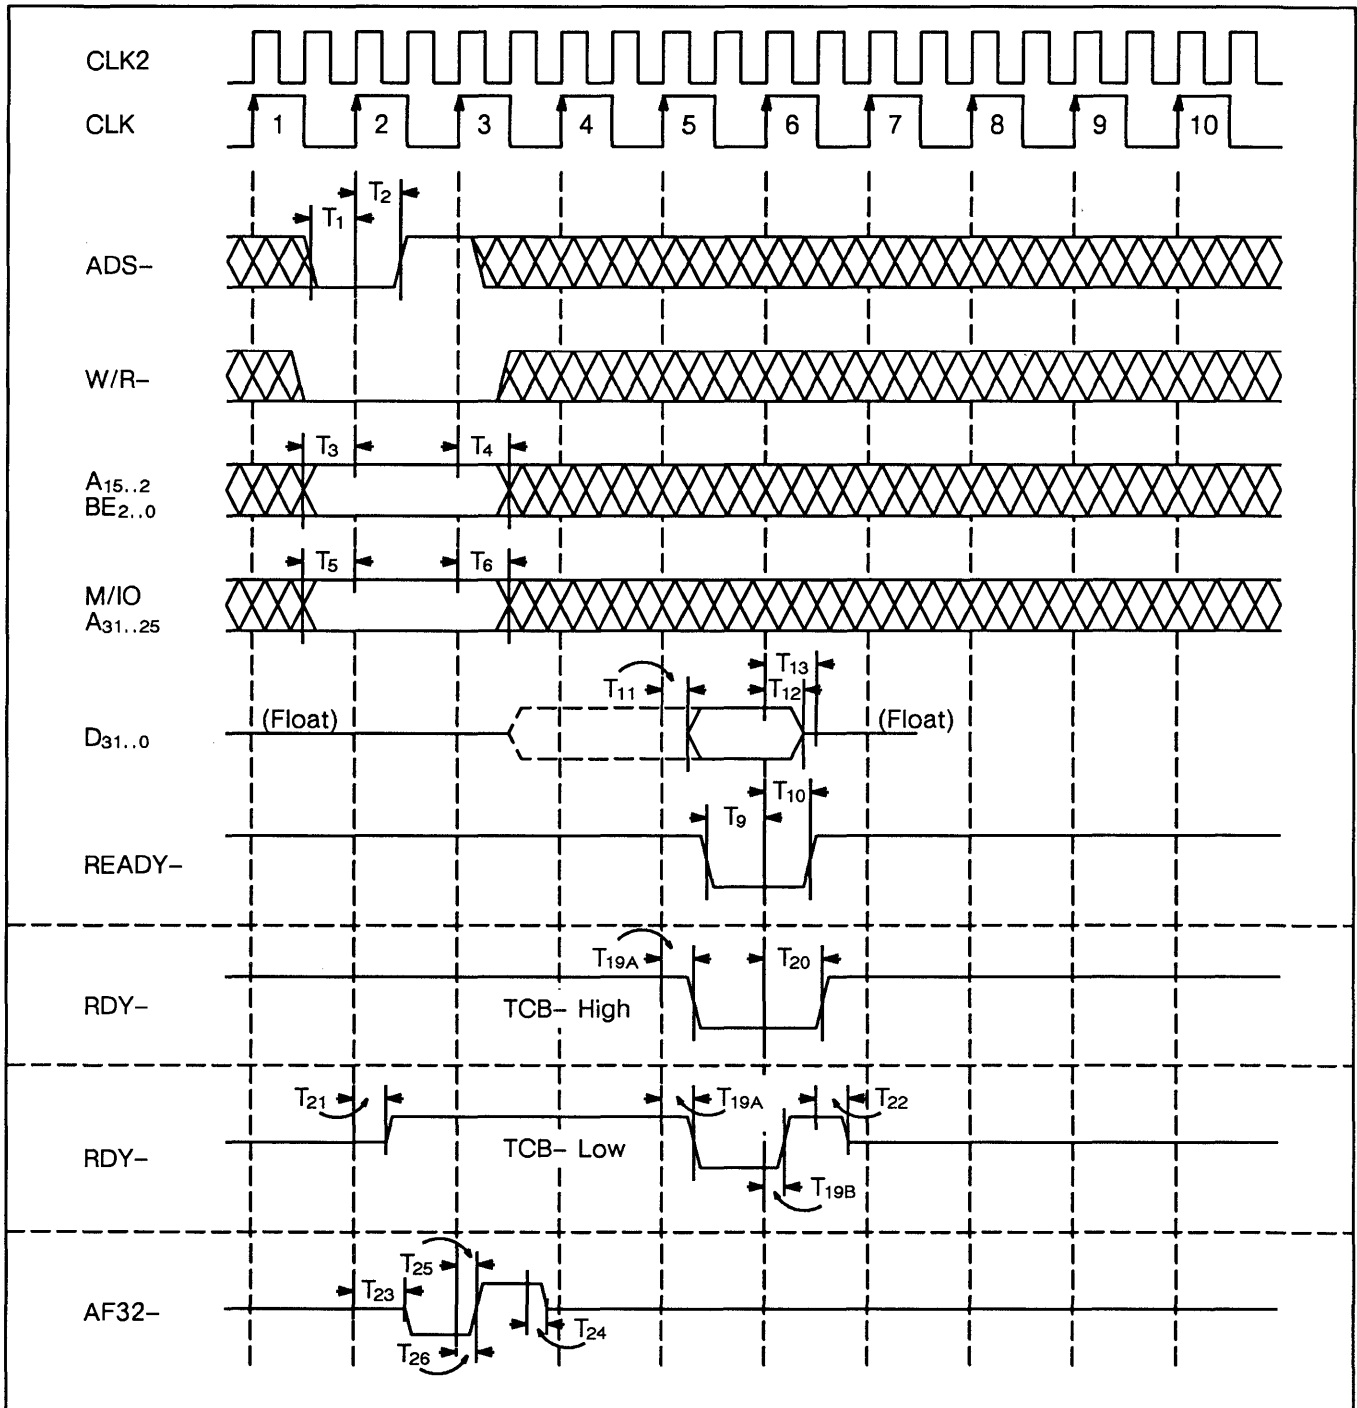 CLK2
CLK 1 2 3 4 5 6 7 8 9 10
T2
T1
ADS–
W/R–
T3 T4
A15..2
BE2..0
T5 T6
M/IO
A31..25
T13
T11 T12
(Float) (Float)
D31..0
T10
T9
READY–
T19A T20
RDY– TCB– High
T21 T19A T22
RDY– TCB– Low
T19B
T25
T23
AF32–
T24
T26